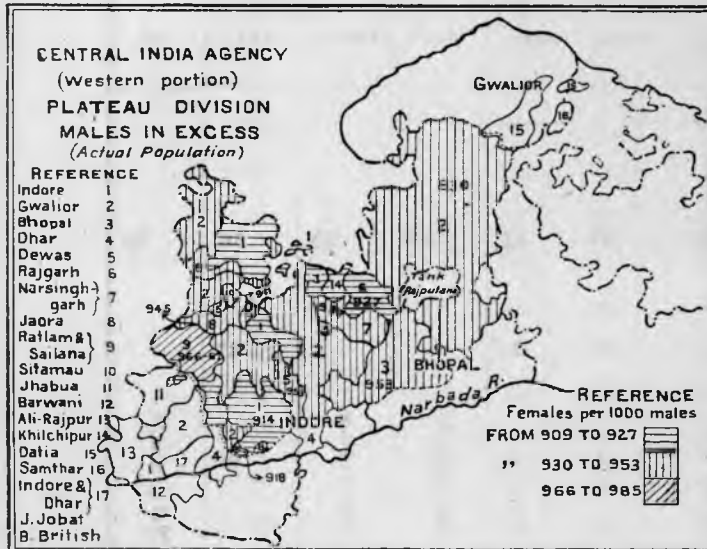 CENTRAL INDIA AGENCY
(Western portion)
PLATEAU DIVISION
MALES IN EXCESS
(Actual Population)
REFERENCE
Indore 1
Gwalior 2
Bhopal 3
Dhar 4
Dewas 5
Rajgarh 6
Narsingh-
garh } 7
Jaora 8
Ratlam &
Sailana } 9
Sitamau 10
Jhabua 11
Barwani 12
Ali-Rajpur 13
Khilchipur 14
Datia 15
Samthar 16
Indore &
Dhar } 17
J. Jobat
B. British
GWALIOR
15
16
2
2
1
Tonk
(Rajputana)
3
14
6
927
945
2
8
9
966
2
7
3
953
BHOPAL
11
1
914
INDORE
Narbada R.
2
13
1
17
4
4
12
918
REFERENCE
Females per 1000 males
FROM 909 TO 927
" 930 TO 953
966 TO 985